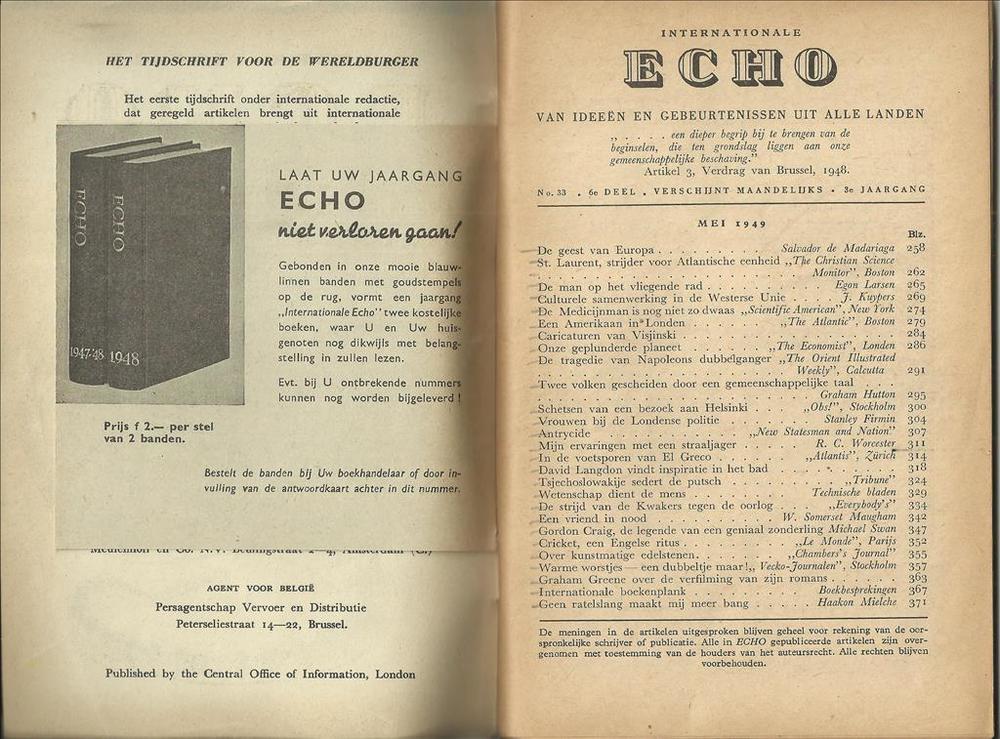 HET TIJDSCHRIFT VOOR DE WERELDBURGER
Het eerste tijdschrift onder internationale redactie,
dat geregeld artikelen brengt uit internationale
ECHO
ECHO
1947-'48
1948
LAAT UW JAARGANG
ECHO
niet verloren gaan!
Gebonden in onze mooie blauw-
linnen banden met goudstempels
op de rug, vormt een jaargang
„Internationale Echo" twee kostelijke
boeken, waar U en Uw huis-
genoten nog dikwijls met belang-
stelling in zullen lezen.
Evt. bij U ontbrekende nummers
kunnen nog worden bijgeleverd!
Prijs f 2.— per stel
van 2 banden.
Bestelt de banden bij Uw boekhandelaar of door in-
vulling van de antwoordkaart achter in dit nummer.
AGENT VOOR BELGIË
Persagentschap Vervoer en Distributie
Peterseliestraat 14—22, Brussel.
Published by the Central Office of Information, London
INTERNATIONALE
ECHO
VAN IDEEËN EN GEBEURTENISSEN UIT ALLE LANDEN
„ . . . . een dieper begrip bij te brengen van de
beginselen, die ten grondslag liggen aan onze
gemeenschappelijke beschaving."
Artikel 3, Verdrag van Brussel, 1948.
No. 33 . 6e DEEL . VERSCHIJNT MAANDELIJKS . 3e JAARGANG
MEI 1949
Blz.
De geest van Europa . . . . . . . . Salvador de Madariaga 258
St. Laurent, strijder voor Atlantische eenheid „The Christian Science
. . . . . . . . . . . . . . . . . . . . Monitor", Boston 262
De man op het vliegende rad . . . . . . . . . Egon Larsen 265
Culturele samenwerking in de Westerse Unie . . . . J. Kuypers 269
De Medicijnman is nog niet zo dwaas „Scientific American", New York 274
Een Amerikaan in Londen . . . . . . . „The Atlantic", Boston 279
Caricaturen van Visjinski . . . . . . . . . . . . . . . . 284
Onze geplunderde planeet . . . . . . „The Economist", London 286
De tragedie van Napoleons dubbelganger „The Orient Illustrated
. . . . . . . . . . . . . . . . . . . Weekly", Calcutta 291
Twee volken gescheiden door een gemeenschappelijke taal . . .
. . . . . . . . . . . . . . . . . . . . . Graham Hutton 295
Schetsen van een bezoek aan Helsinki . . . „Obs!", Stockholm 300
Vrouwen bij de Londense politie . . . . . . . Stanley Firmin 304
Antrycide . . . . . . . . . . . „New Statesman and Nation" 307
Mijn ervaringen met een straaljager . . . . . R. C. Worcester 311
In de voetsporen van El Greco . . . . . . „Atlantis", Zürich 314
David Langdon vindt inspiratie in het bad . . . . . . . . . 318
Tsjechoslowakije sedert de putsch . . . . . . . . „Tribune" 324
Wetenschap dient de mens . . . . . . . . Technische bladen 329
De strijd van de Kwakers tegen de oorlog . . . „Everybody's" 334
Een vriend in nood . . . . . . . . . . W. Somerset Maugham 342
Gordon Craig, de legende van een geniaal zonderling Michael Swan 347
Cricket, een Engelse ritus . . . . . . . . „Le Monde", Parijs 352
Over kunstmatige edelstenen . . . . . . „Chambers's Journal" 355
Warme worstjes — een dubbeltje maar! „Vecko-Journalen", Stockholm 357
Graham Greene over de verfilming van zijn romans . . . . . . 363
Internationale boekenplank . . . . . . . . Boekbesprekingen 367
Geen ratelslang maakt mij meer bang . . . . . Haakon Mielche 371
De meningen in de artikelen uitgesproken blijven geheel voor rekening van de oor-
spronkelijke schrijver of publicatie. Alle in ECHO gepubliceerde artikelen zijn over-
genomen met toestemming van de houders van het auteursrecht. Alle rechten blijven
voorbehouden.